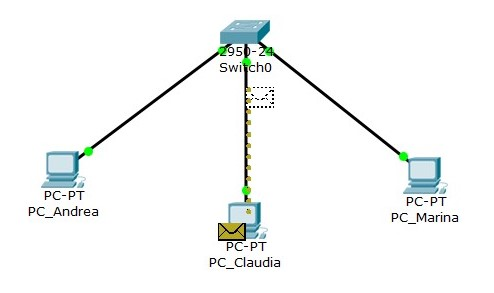 2950-24
Switch0
PC-PT
PC_Andrea
PC-PT
PC_Claudia
PC-PT
PC_Marina